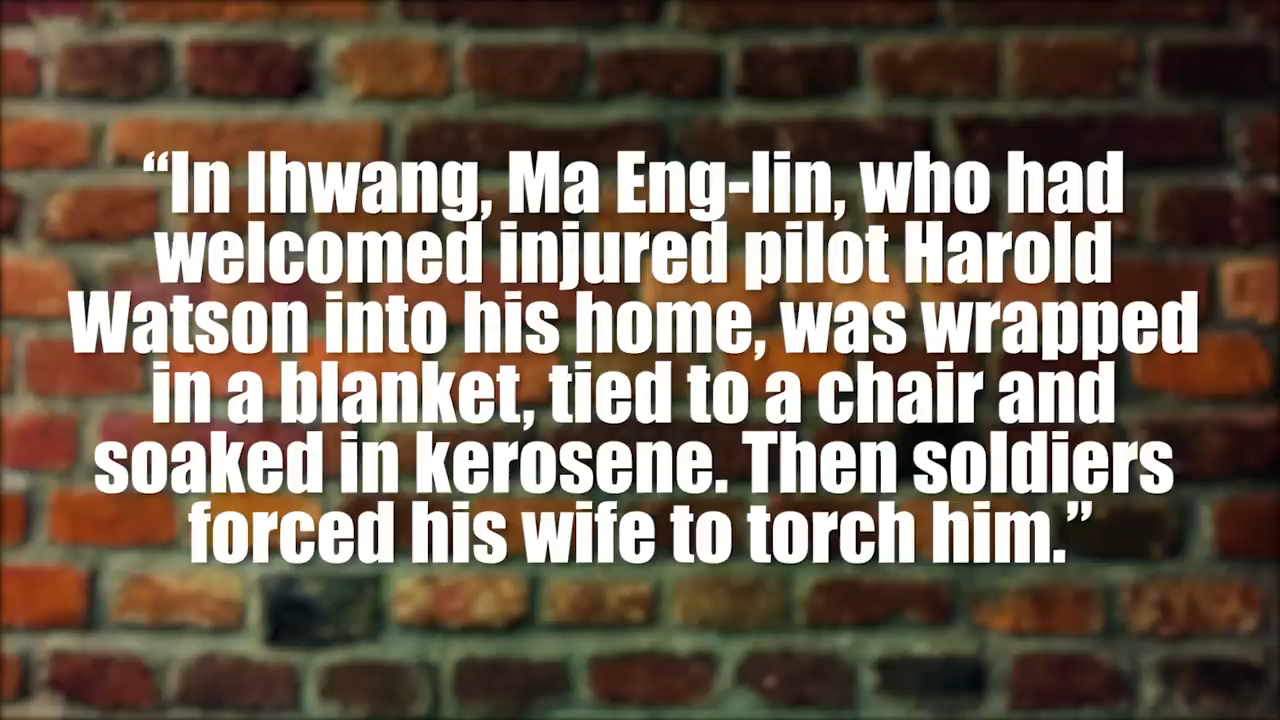 “In Ihwang, Ma Eng-lin, who had
welcomed injured pilot Harold
Watson into his home, was wrapped
in a blanket, tied to a chair and
soaked in kerosene. Then soldiers
forced his wife to torch him.”